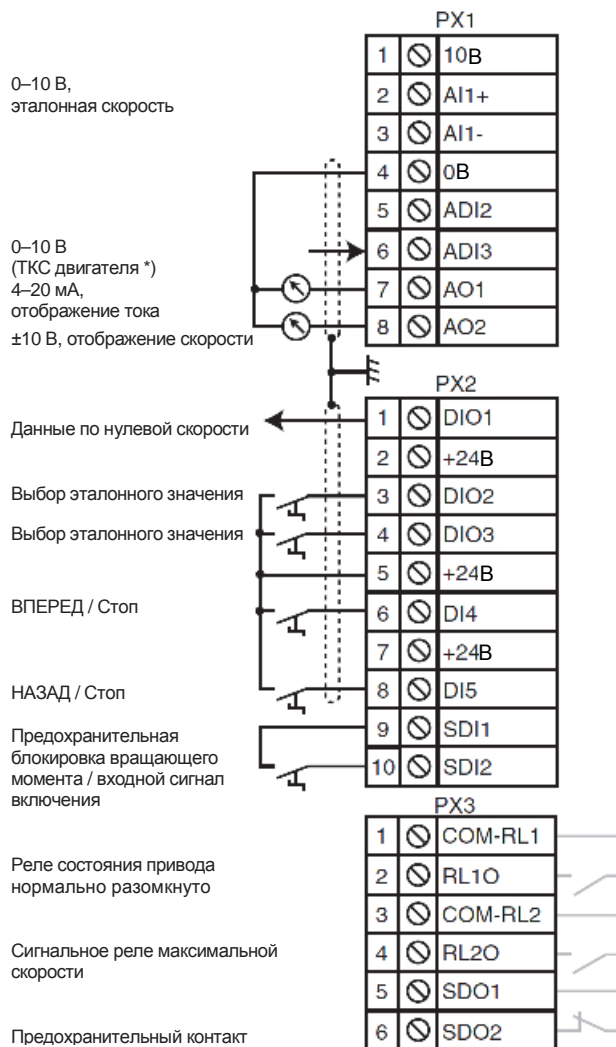 PX1
1 10В
0–10 В,
эталонная скорость
2 AI1+
3 AI1-
4 0В
5 ADI2
0–10 В
(ТКС двигателя *)
6 ADI3
4–20 мА,
отображение тока
7 AO1
±10 В, отображение скорости
8 AO2
PX2
Данные по нулевой скорости
1 DIO1
2 +24В
Выбор эталонного значения
3 DIO2
Выбор эталонного значения
4 DIO3
5 +24В
ВПЕРЕД / Стоп
6 DI4
7 +24В
НАЗАД / Стоп
8 DI5
Предохранительная
блокировка вращающего
момента / входной сигнал
включения
9 SDI1
10 SDI2
PX3
1 COM-RL1
Реле состояния привода
нормально разомкнуто
2 RL1O
3 COM-RL2
Сигнальное реле максимальной
скорости
4 RL2O
5 SDO1
Предохранительный контакт
6 SDO2